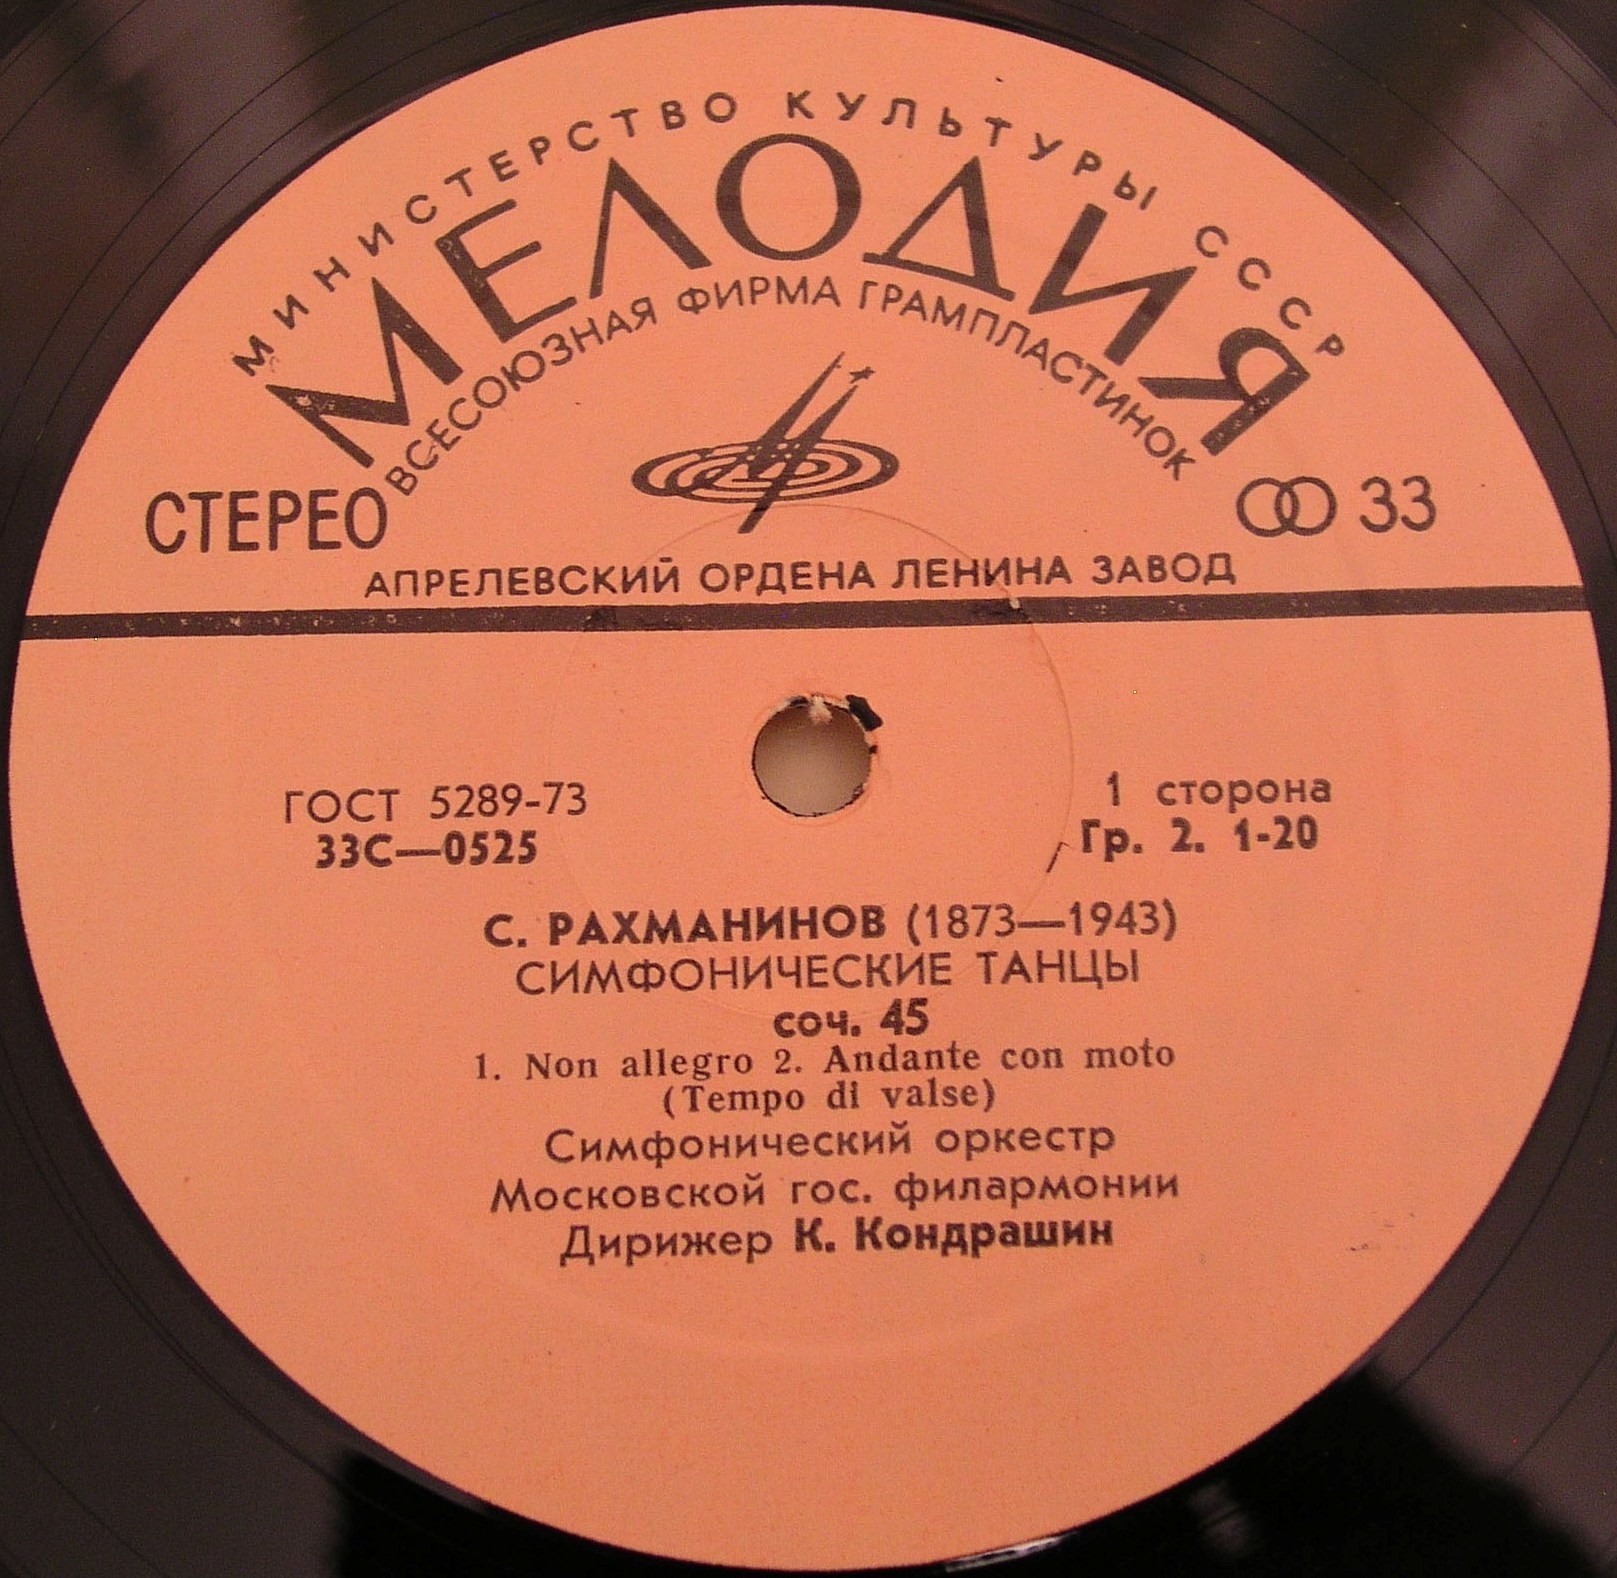 МИНИСТЕРСТВО КУЛЬТУРЫ СССР
МЕЛОДИЯ
ВСЕСОЮЗНАЯ ФИРМА ГРАМПЛАСТИНОК
СТЕРЕО
33
АПРЕЛЕВСКИЙ ОРДЕНА ЛЕНИНА ЗАВОД
ГОСТ 5289-73
33С—0525
1 сторона
Гр. 2. 1-20
С. РАХМАНИНОВ (1873—1943)
СИМФОНИЧЕСКИЕ ТАНЦЫ
соч. 45
1. Non allegro 2. Andante con moto
(Tempo di valse)
Симфонический оркестр
Московской гос. филармонии
Дирижер К. Кондрашин